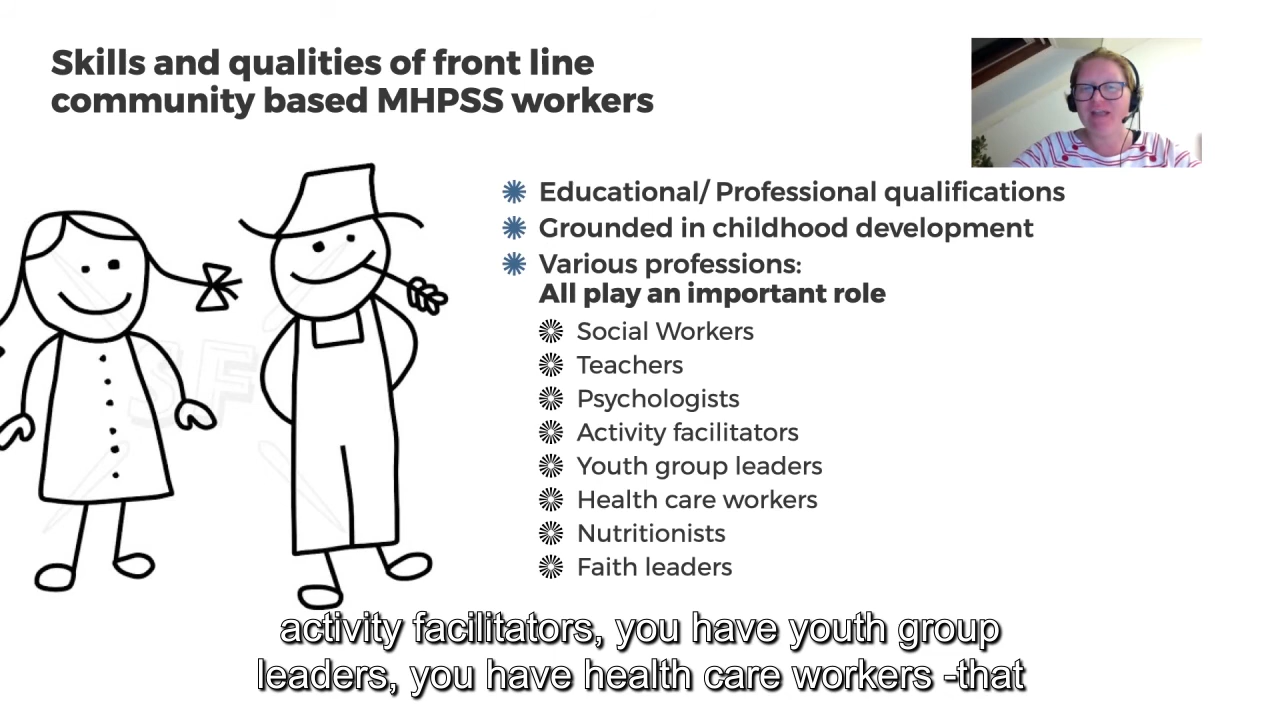 Skills and qualities of front line
community based MHPSS workers
Educational/ Professional qualifications
Grounded in childhood development
Various professions:
All play an important role
Social Workers
Teachers
Psychologists
Activity facilitators
Youth group leaders
Health care workers
Nutritionists
Faith leaders
activity facilitators, you have youth group
leaders, you have health care workers -that